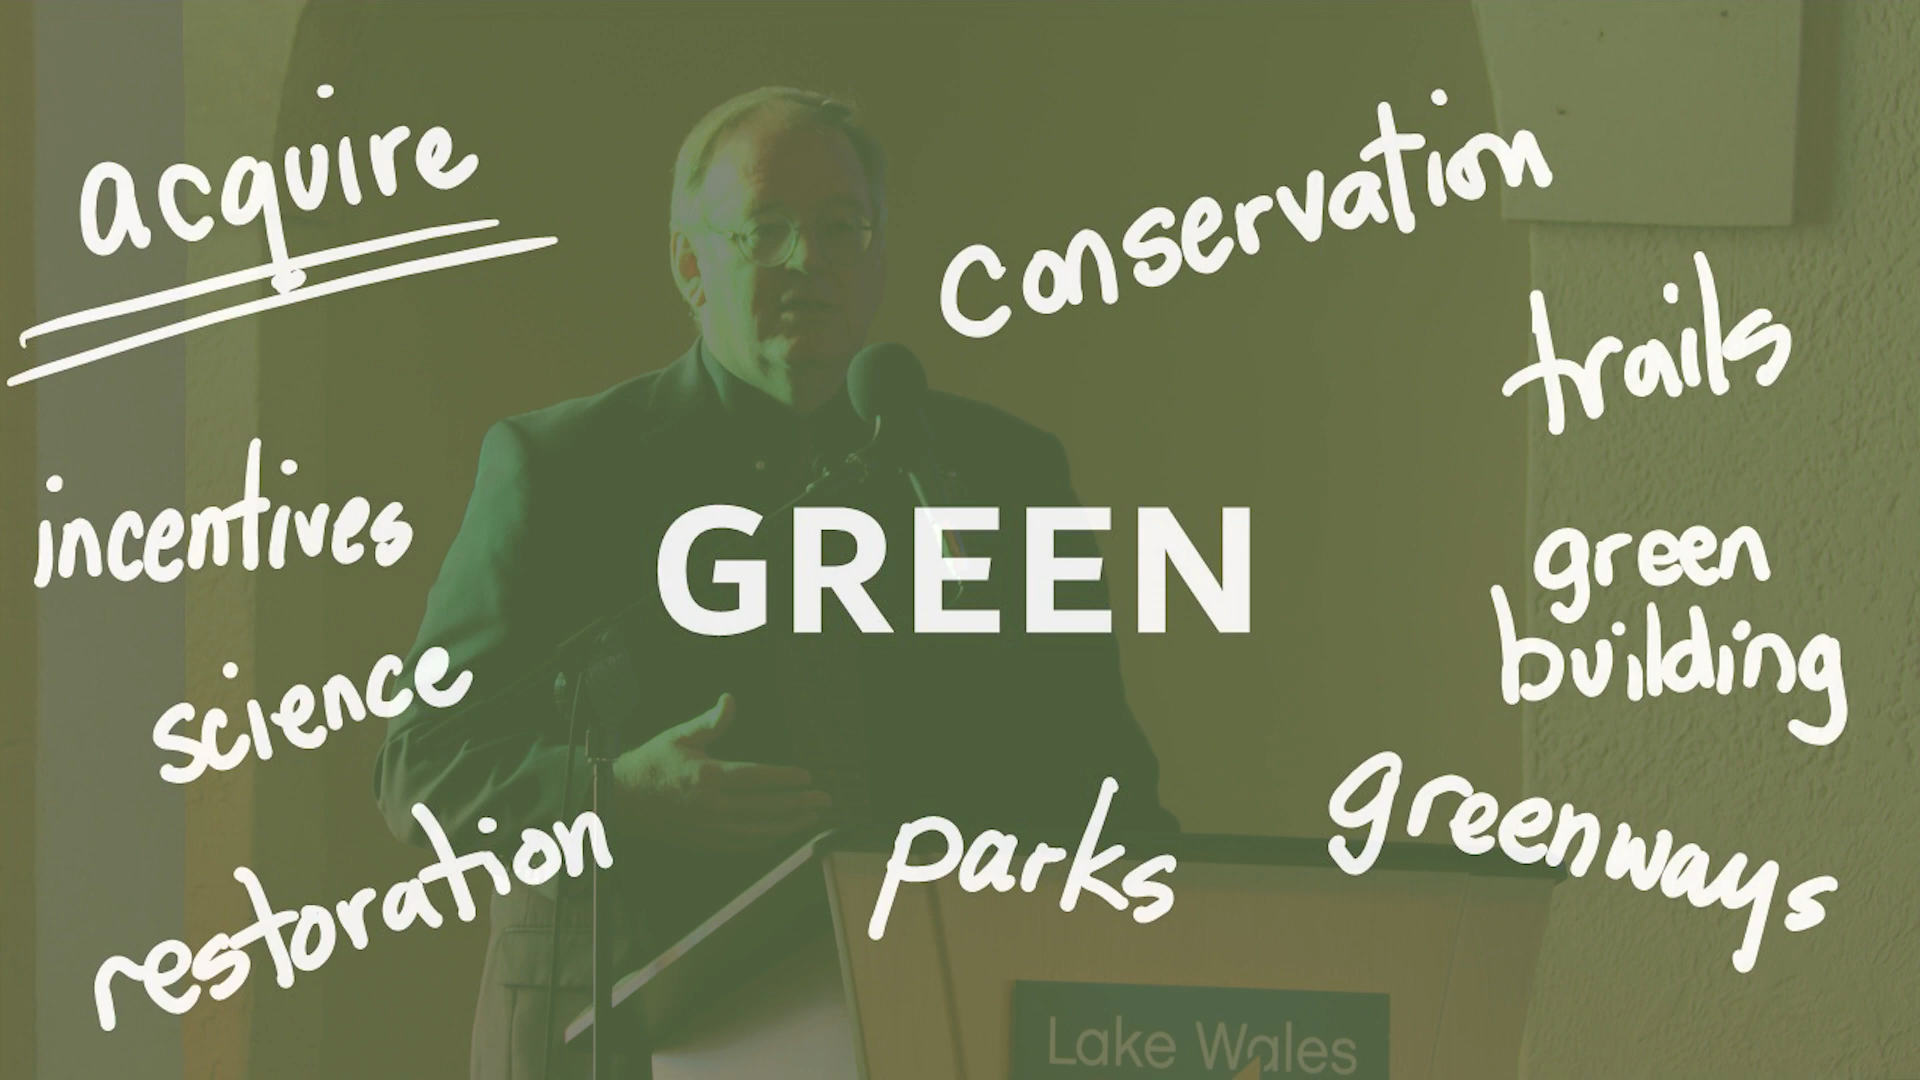 acquire
conservation
trails
incentives
GREEN
green
building
science
restoration
parks
greenways
Lake Wales